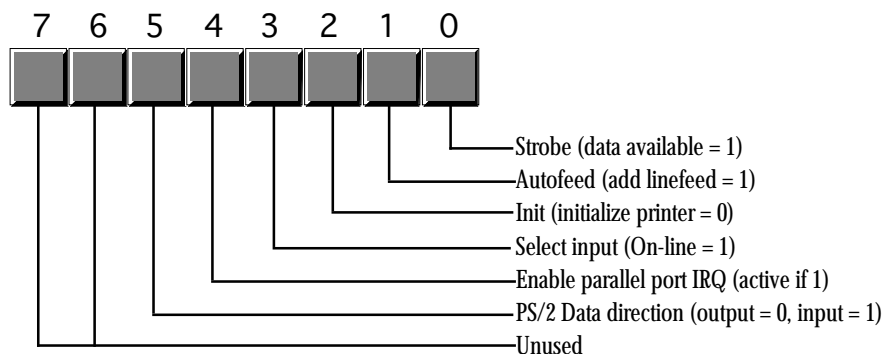 7 6 5 4 3 2 1 0
Strobe (data available = 1)
Autofeed (add linefeed = 1)
Init (initialize printer = 0)
Select input (On-line = 1)
Enable parallel port IRQ (active if 1)
PS/2 Data direction (output = 0, input = 1)
Unused